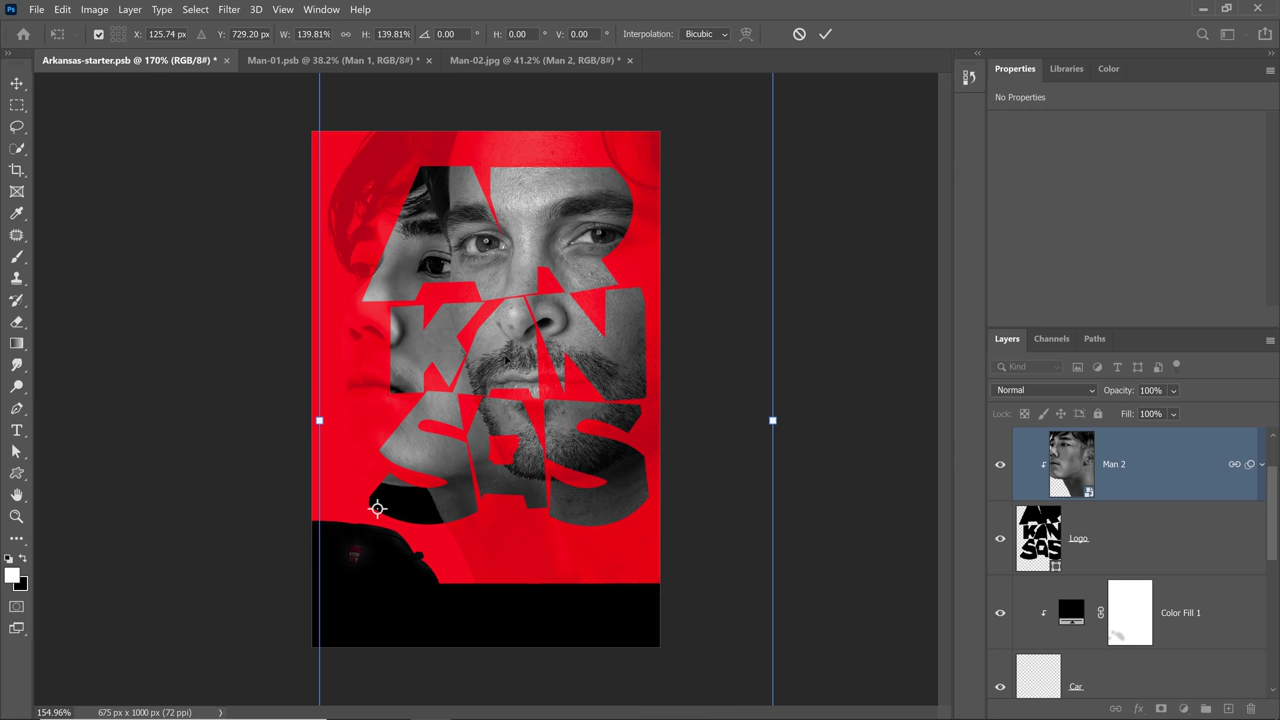 Ps File Edit Image Layer Type Select Filter 3D View Window Help
X: 125.74 px Y: 729.20 px W: 139.81% H: 139.81% 0.00 ° H: 0.00 ° V: 0.00 ° Interpolation: Bicubic
Arkansas-starter.psb @ 170% (RGB/8#) * × Man-01.psb @ 38.2% (Man 1, RGB/8#) * × Man-02.jpg @ 41.2% (Man 2, RGB/8#) * ×
Properties Libraries Color
No Properties
AR
KAN
SAS
Layers Channels Paths
Kind
Normal Opacity: 100%
Lock: Fill: 100%
Man 2
AR
KAN
SAS
Logo
Color Fill 1
Car
154.96% 675 px x 1000 px (72 ppi)